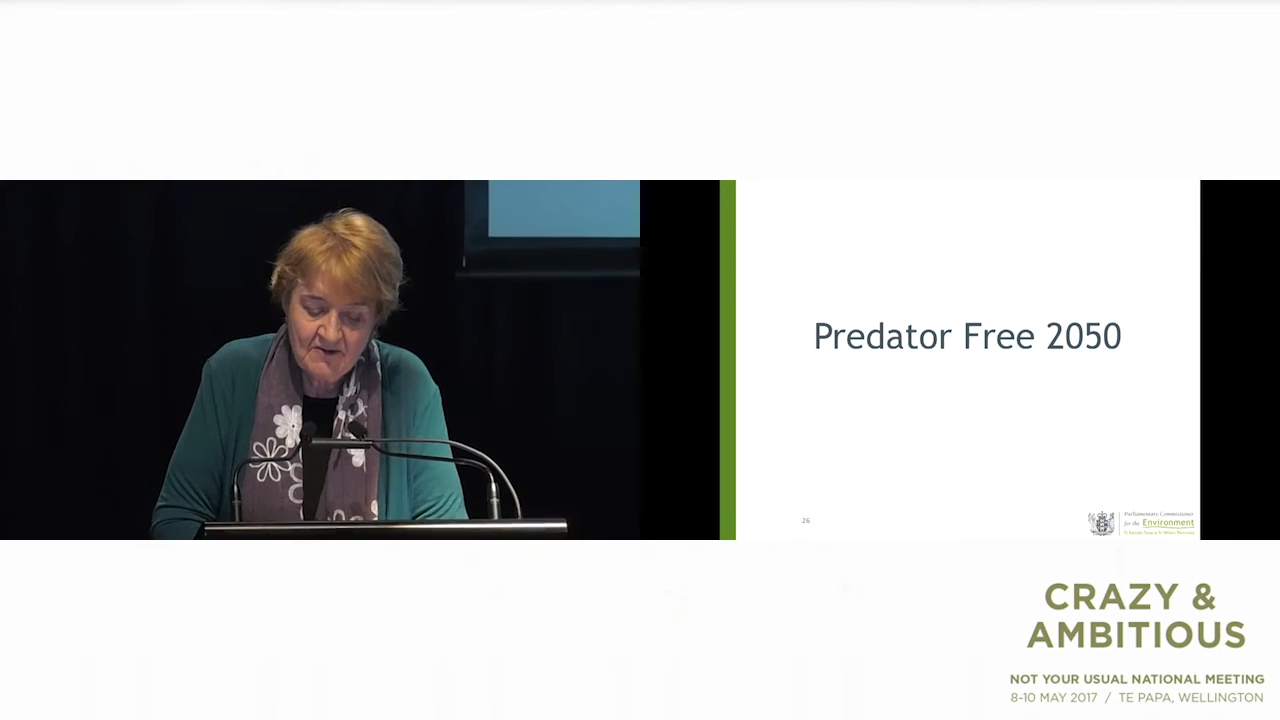 Predator Free 2050
26
Parliamentary Commissioner
for the Environment
CRAZY &
AMBITIOUS
NOT YOUR USUAL NATIONAL MEETING
8-10 MAY 2017 / TE PAPA, WELLINGTON